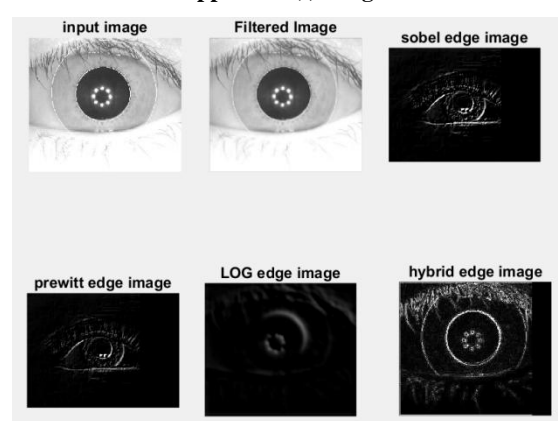 input image
Filtered Image
sobel edge image
prewitt edge image
LOG edge image
hybrid edge image